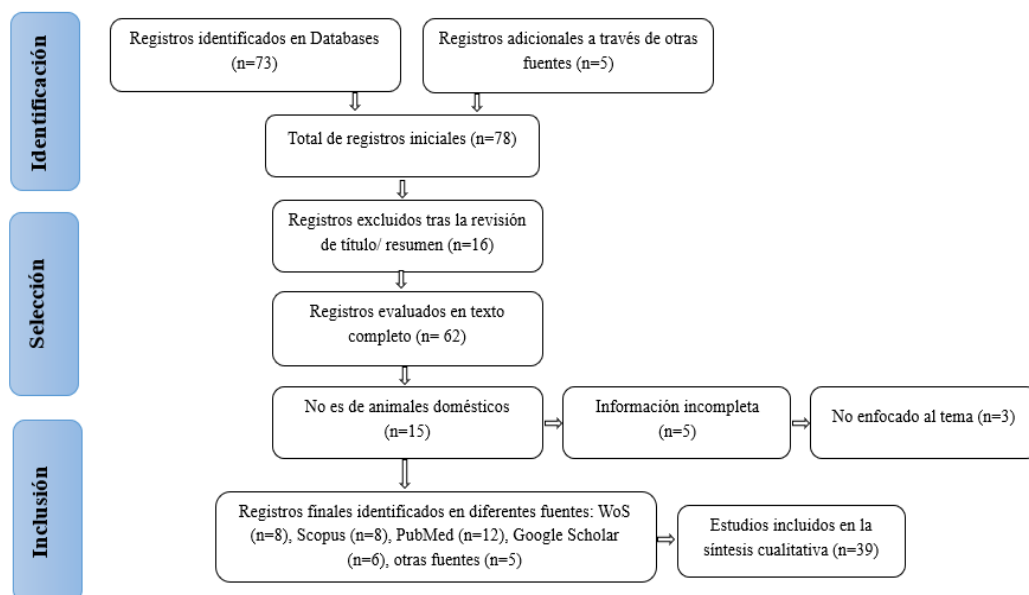 Identificación
Registros identificados en Databases
(n=73)
Registros adicionales a través de otras
fuentes (n=5)
Total de registros iniciales (n=78)
Selección
Registros excluidos tras la revisión
de título/ resumen (n=16)
Registros evaluados en texto
completo (n= 62)
No es de animales domésticos
(n=15)
Información incompleta
(n=5)
No enfocado al tema (n=3)
Inclusión
Registros finales identificados en diferentes fuentes: WoS
(n=8), Scopus (n=8), PubMed (n=12), Google Scholar
(n=6), otras fuentes (n=5)
Estudios incluidos en la
síntesis cualitativa (n=39)